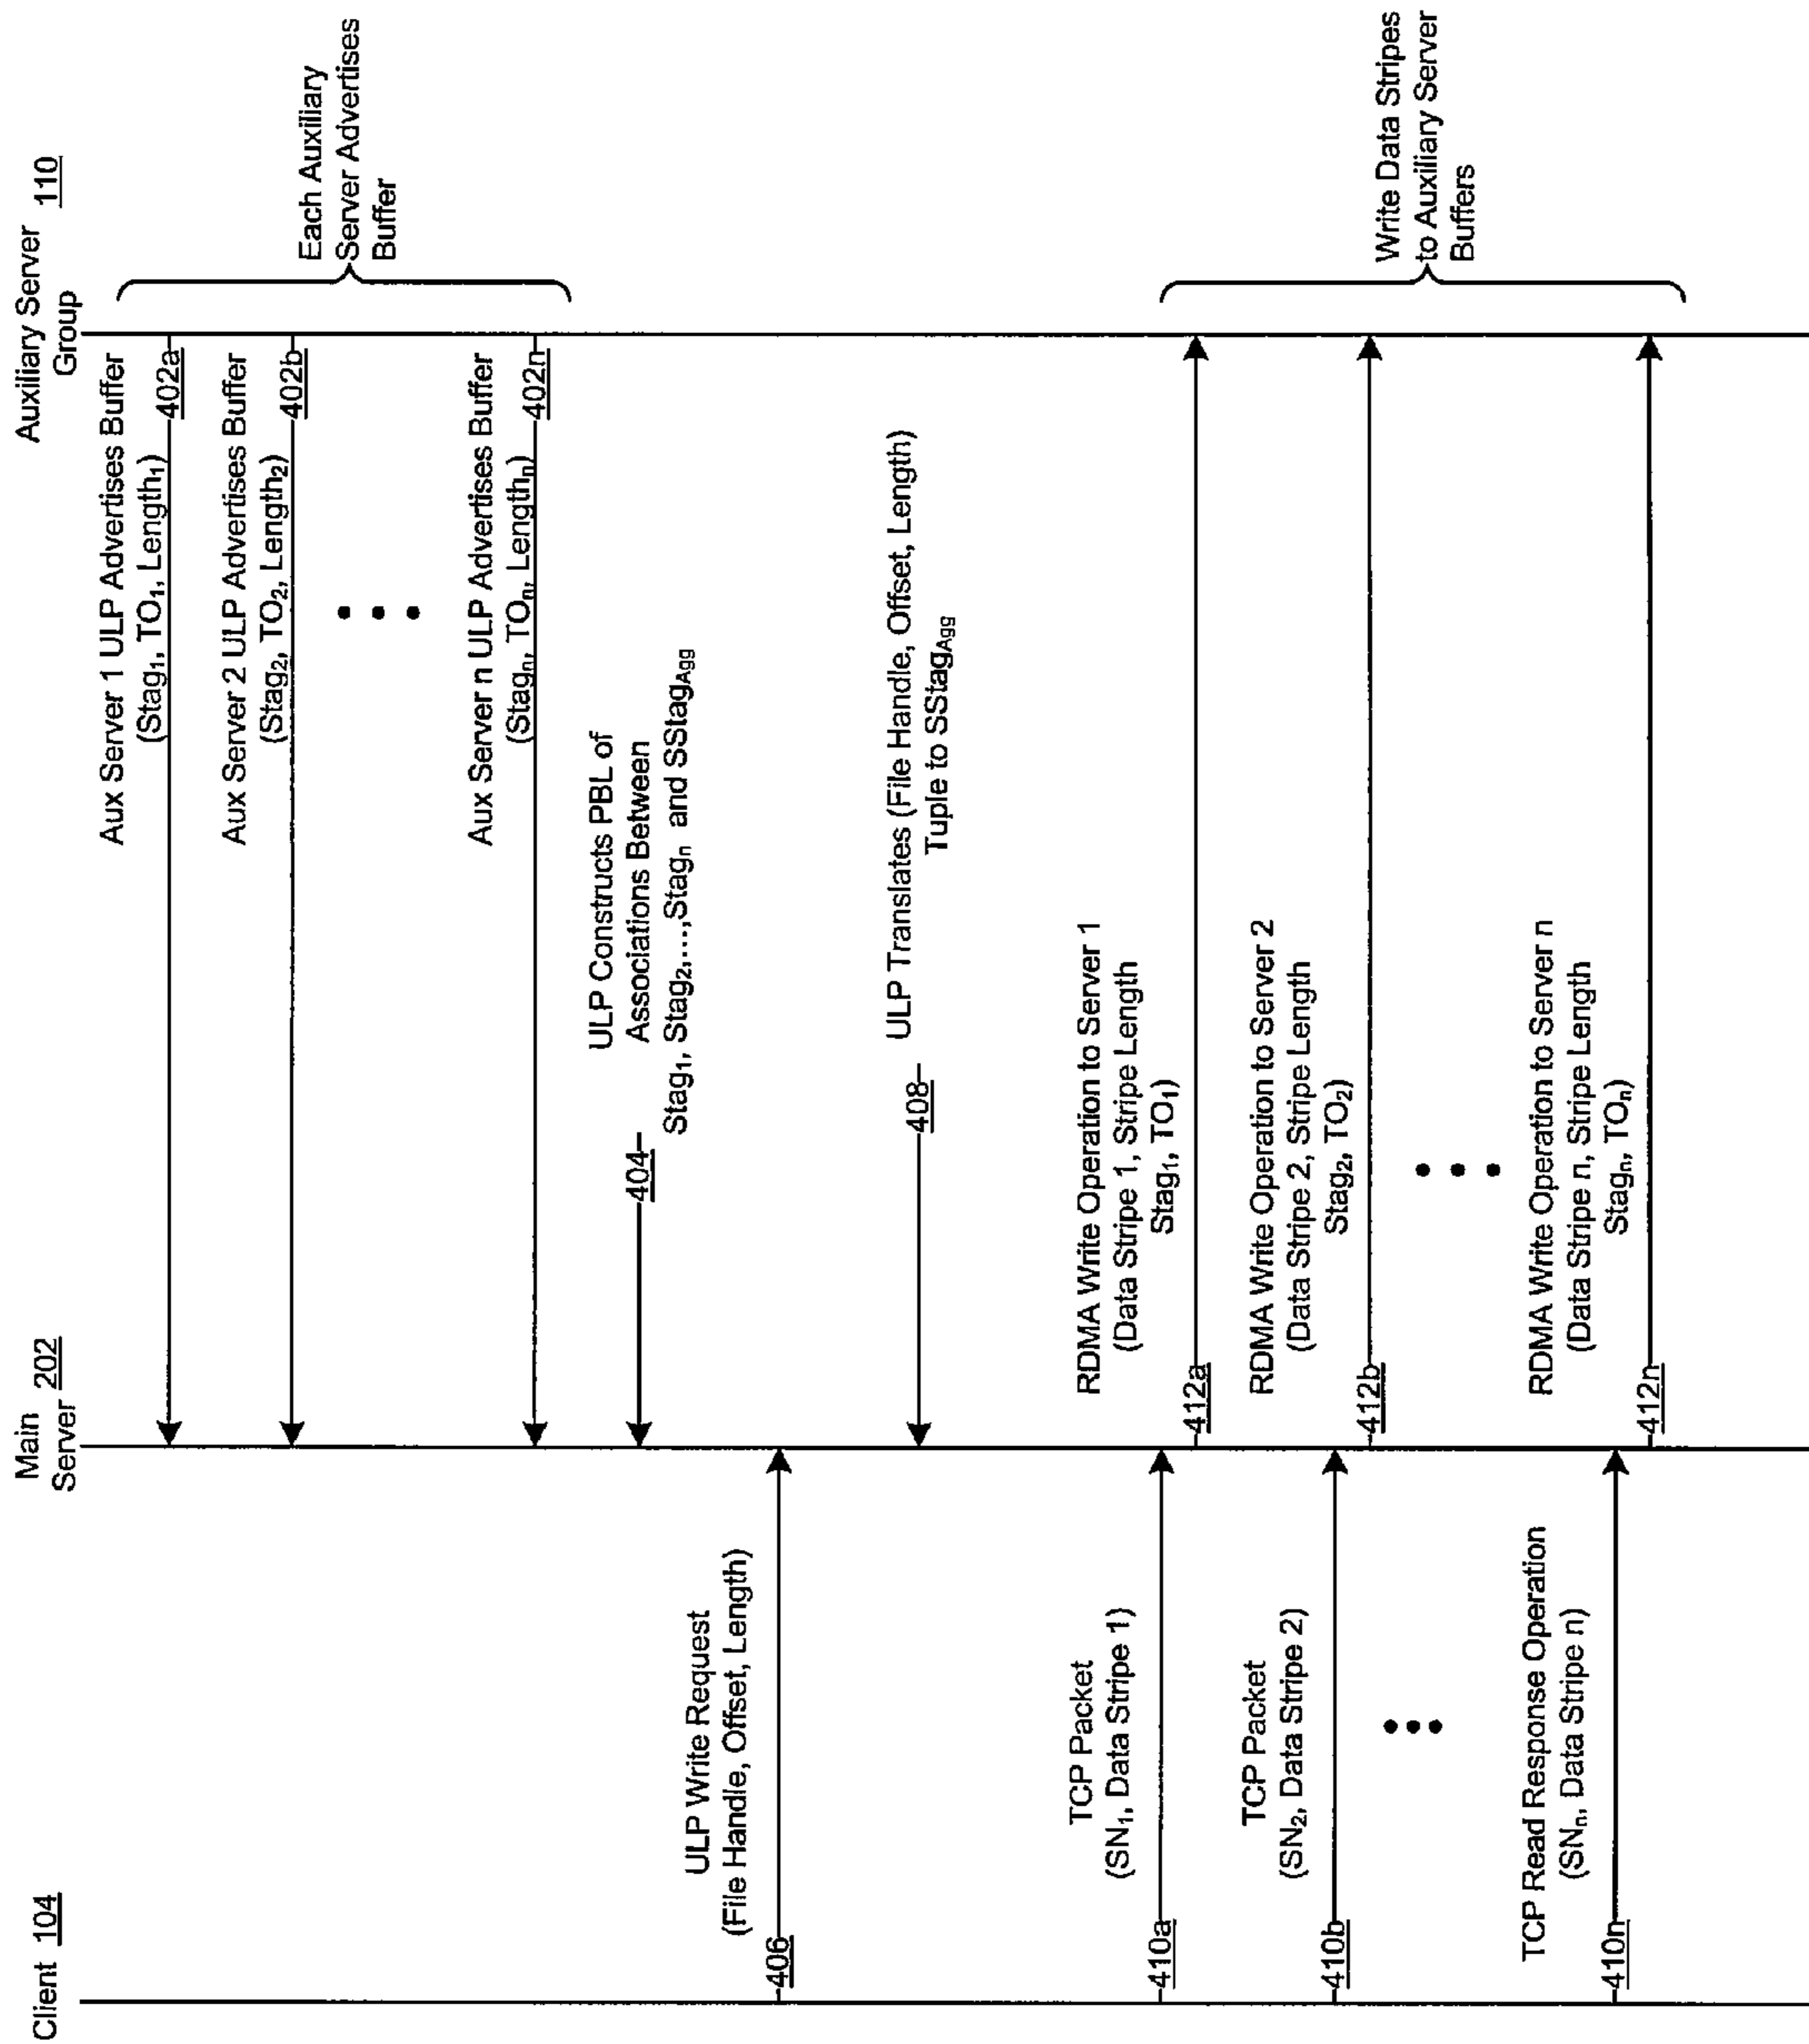 Client 104
Main
Server 202
Auxiliary Server
Group 110
Aux Server 1 ULP Advertises Buffer
(Stag1, TO1, Length1)
402a
Aux Server 2 ULP Advertises Buffer
(Stag2, TO2, Length2)
402b
Aux Server n ULP Advertises Buffer
(Stagn, TOn, Lengthn)
402n
Each Auxiliary
Server Advertises
Buffer
ULP Constructs PBL of
Associations Between
Stag1, Stag2,...,Stagn and SStagAgg
404
ULP Write Request
(File Handle, Offset, Length)
406
ULP Translates (File Handle, Offset, Length)
Tuple to SStagAgg
408
TCP Packet
(SN1, Data Stripe 1)
410a
RDMA Write Operation to Server 1
(Data Stripe 1, Stripe Length
Stag1, TO1)
412a
TCP Packet
(SN2, Data Stripe 2)
410b
RDMA Write Operation to Server 2
(Data Stripe 2, Stripe Length
Stag2, TO2)
412b
TCP Read Response Operation
(SNn, Data Stripe n)
410n
RDMA Write Operation to Server n
(Data Stripe n, Stripe Length
Stagn, TOn)
412n
Write Data Stripes
to Auxiliary Server
Buffers